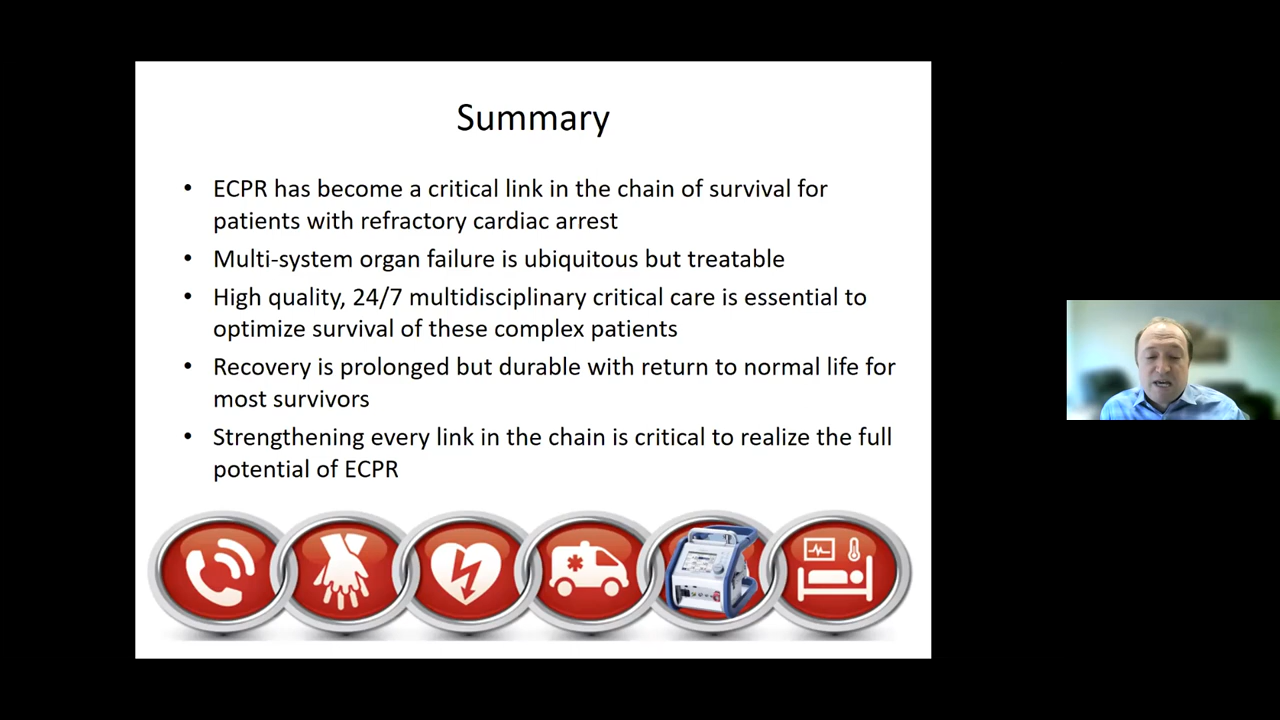 Summary
• ECPR has become a critical link in the chain of survival for
patients with refractory cardiac arrest
• Multi-system organ failure is ubiquitous but treatable
• High quality, 24/7 multidisciplinary critical care is essential to
optimize survival of these complex patients
• Recovery is prolonged but durable with return to normal life for
most survivors
• Strengthening every link in the chain is critical to realize the full
potential of ECPR